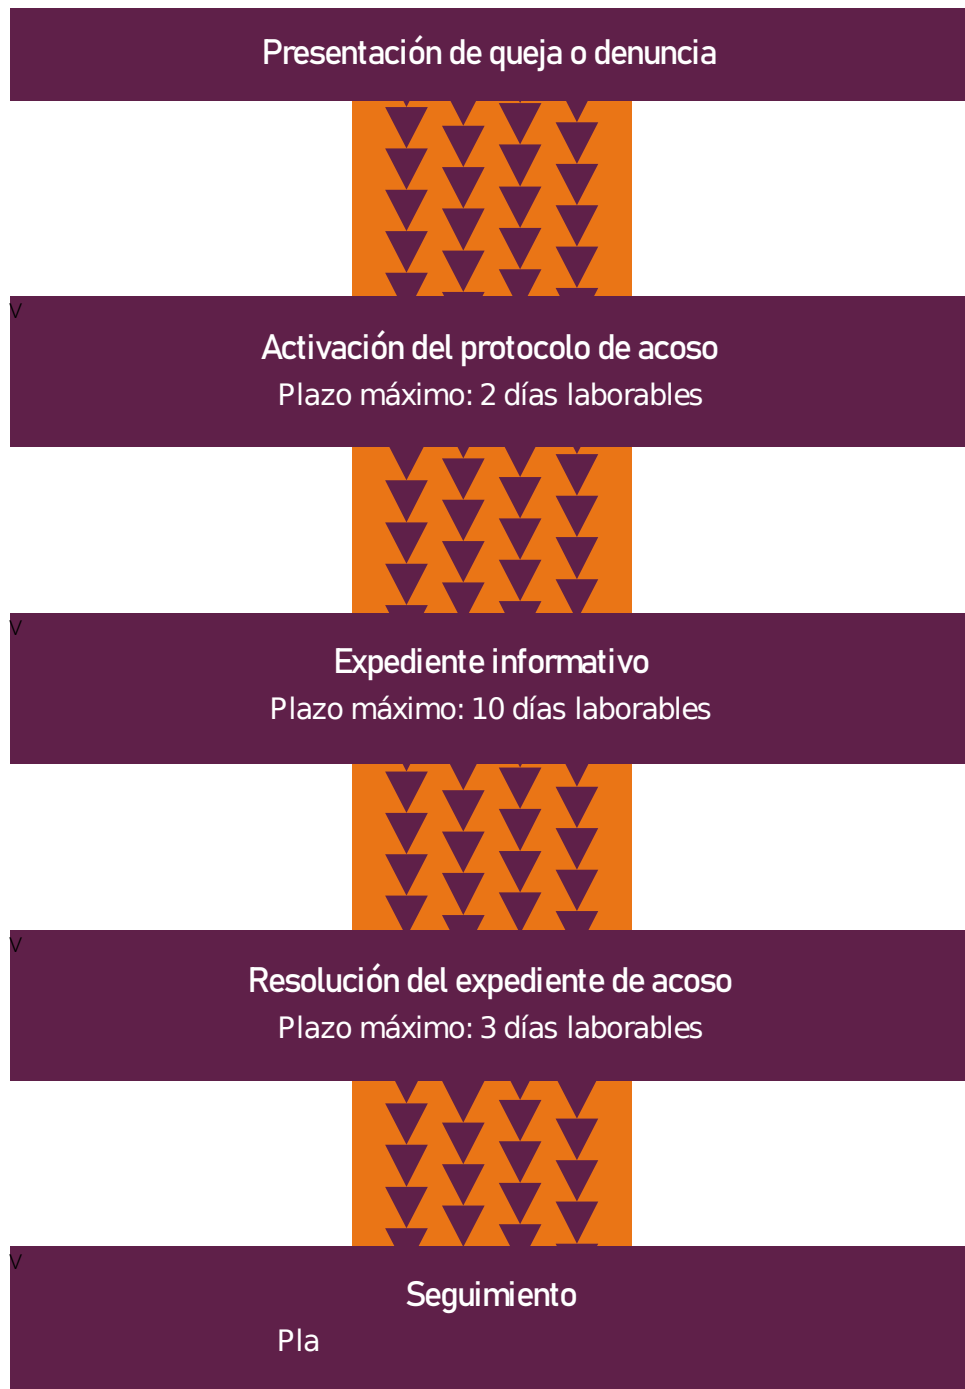 Presentación de queja o denuncia
V
Activación del protocolo de acoso
Plazo máximo: 2 días laborables
V
Expediente informativo
Plazo máximo: 10 días laborables
V
Resolución del expediente de acoso
Plazo máximo: 3 días laborables
V
Seguimiento
Pla